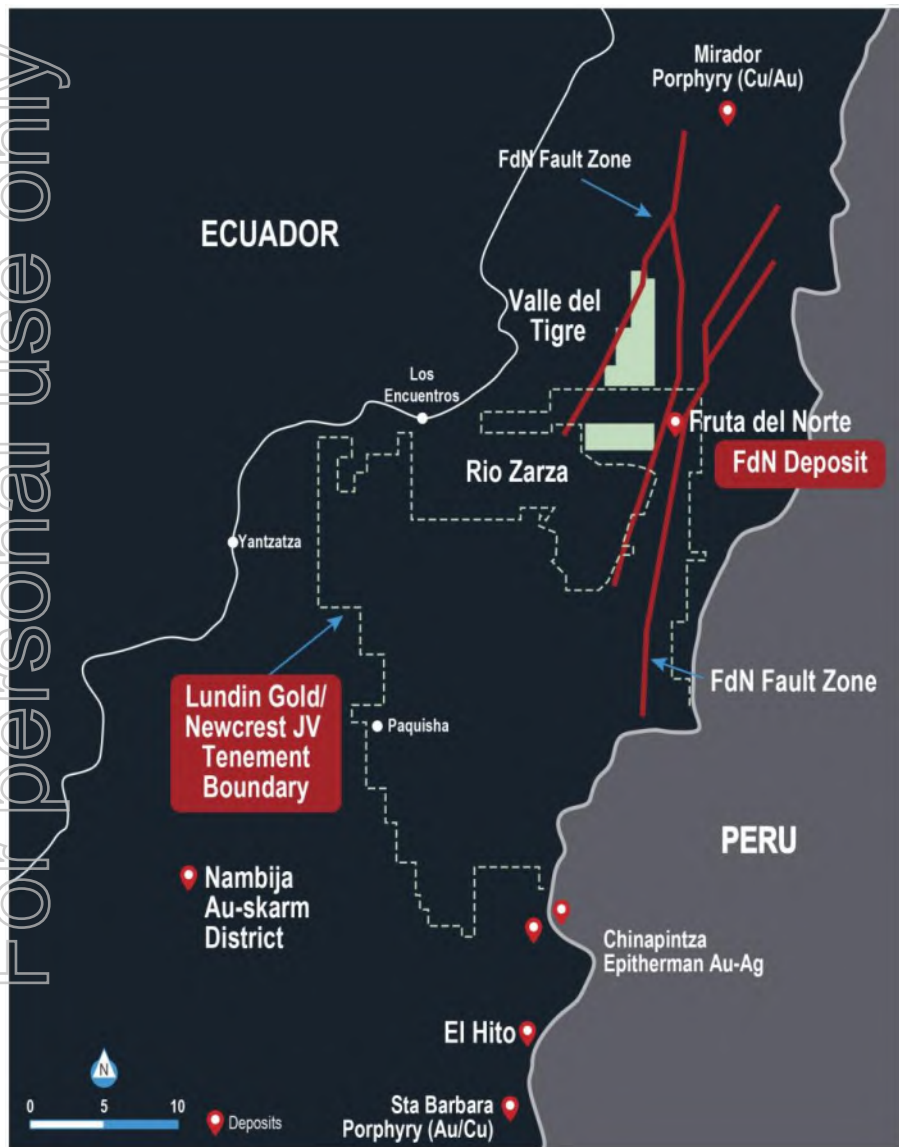 For personal use only
Mirador
Porphyry (Cu/Au)
FdN Fault Zone
ECUADOR
Valle del
Tigre
Los
Encuentros
Fruta del Norte
FdN Deposit
Rio Zarza
Yantzatza
Lundin Gold/
Newcrest JV
Tenement
Boundary
FdN Fault Zone
Paquisha
PERU
Nambija
Au-skarm
District
Chinapintza
Epitherman Au-Ag
El Hito
N
0 5 10
Deposits
Sta Barbara
Porphyry (Au/Cu)